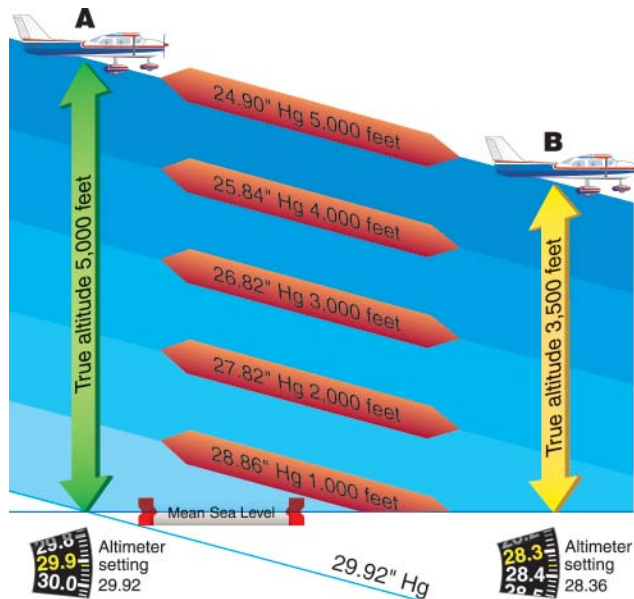 A
B
24.90" Hg 5,000 feet
25.84" Hg 4,000 feet
26.82" Hg 3,000 feet
27.82" Hg 2,000 feet
28.86" Hg 1.000 feet
True altitude 5,000 feet
True altitude 3,500 feet
Mean Sea Level
29.92" Hg
29.8
29.9
30.0
Altimeter
setting
29.92
28.3
28.4
Altimeter
setting
28.36